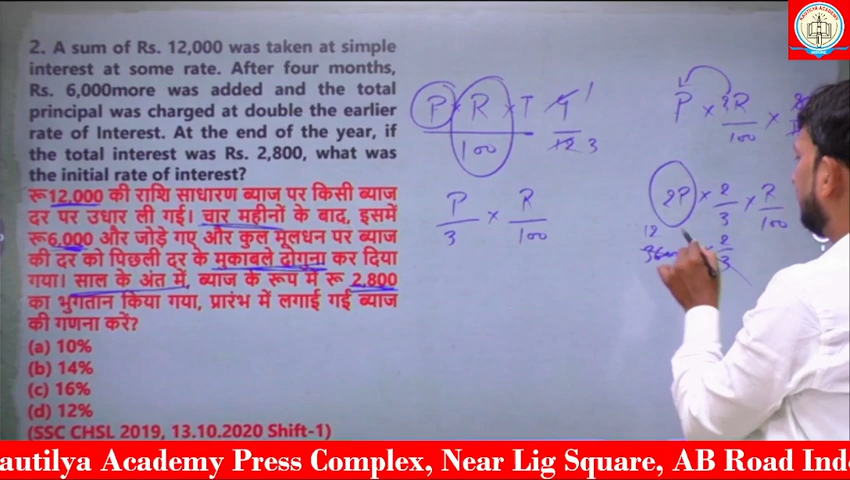 KAUTILYA ACADEMY
2. A sum of Rs. 12,000 was taken at simple
interest at some rate. After four months,
Rs. 6,000more was added and the total
principal was charged at double the earlier
rate of Interest. At the end of the year, if
the total interest was Rs. 2,800, what was
the initial rate of interest?
रू12,000 की राशि साधारण ब्याज पर किसी ब्याज
दर पर उधार ली गई। चार महीनों के बाद, इसमें
रू6,000 और जोड़े गए और कुल मूलधन पर ब्याज
की दर को पिछली दर के मुकाबले दोगुना कर दिया
गया। साल के अंत में, ब्याज के रूप में रू 2,800
का भुगतान किया गया, प्रारंभ में लगाई गई ब्याज
की गणना करें?
(a) 10%
(b) 14%
(c) 16%
(d) 12%
(SSC CHSL 2019, 13.10.2020 Shift-1)
P × R × T 4 1
100 12 3
P × R
3 100
P × 2R ×
100
2P × 2 × R
3 100
12
× 2
3
autilya Academy Press Complex, Near Lig Square, AB Road Indo